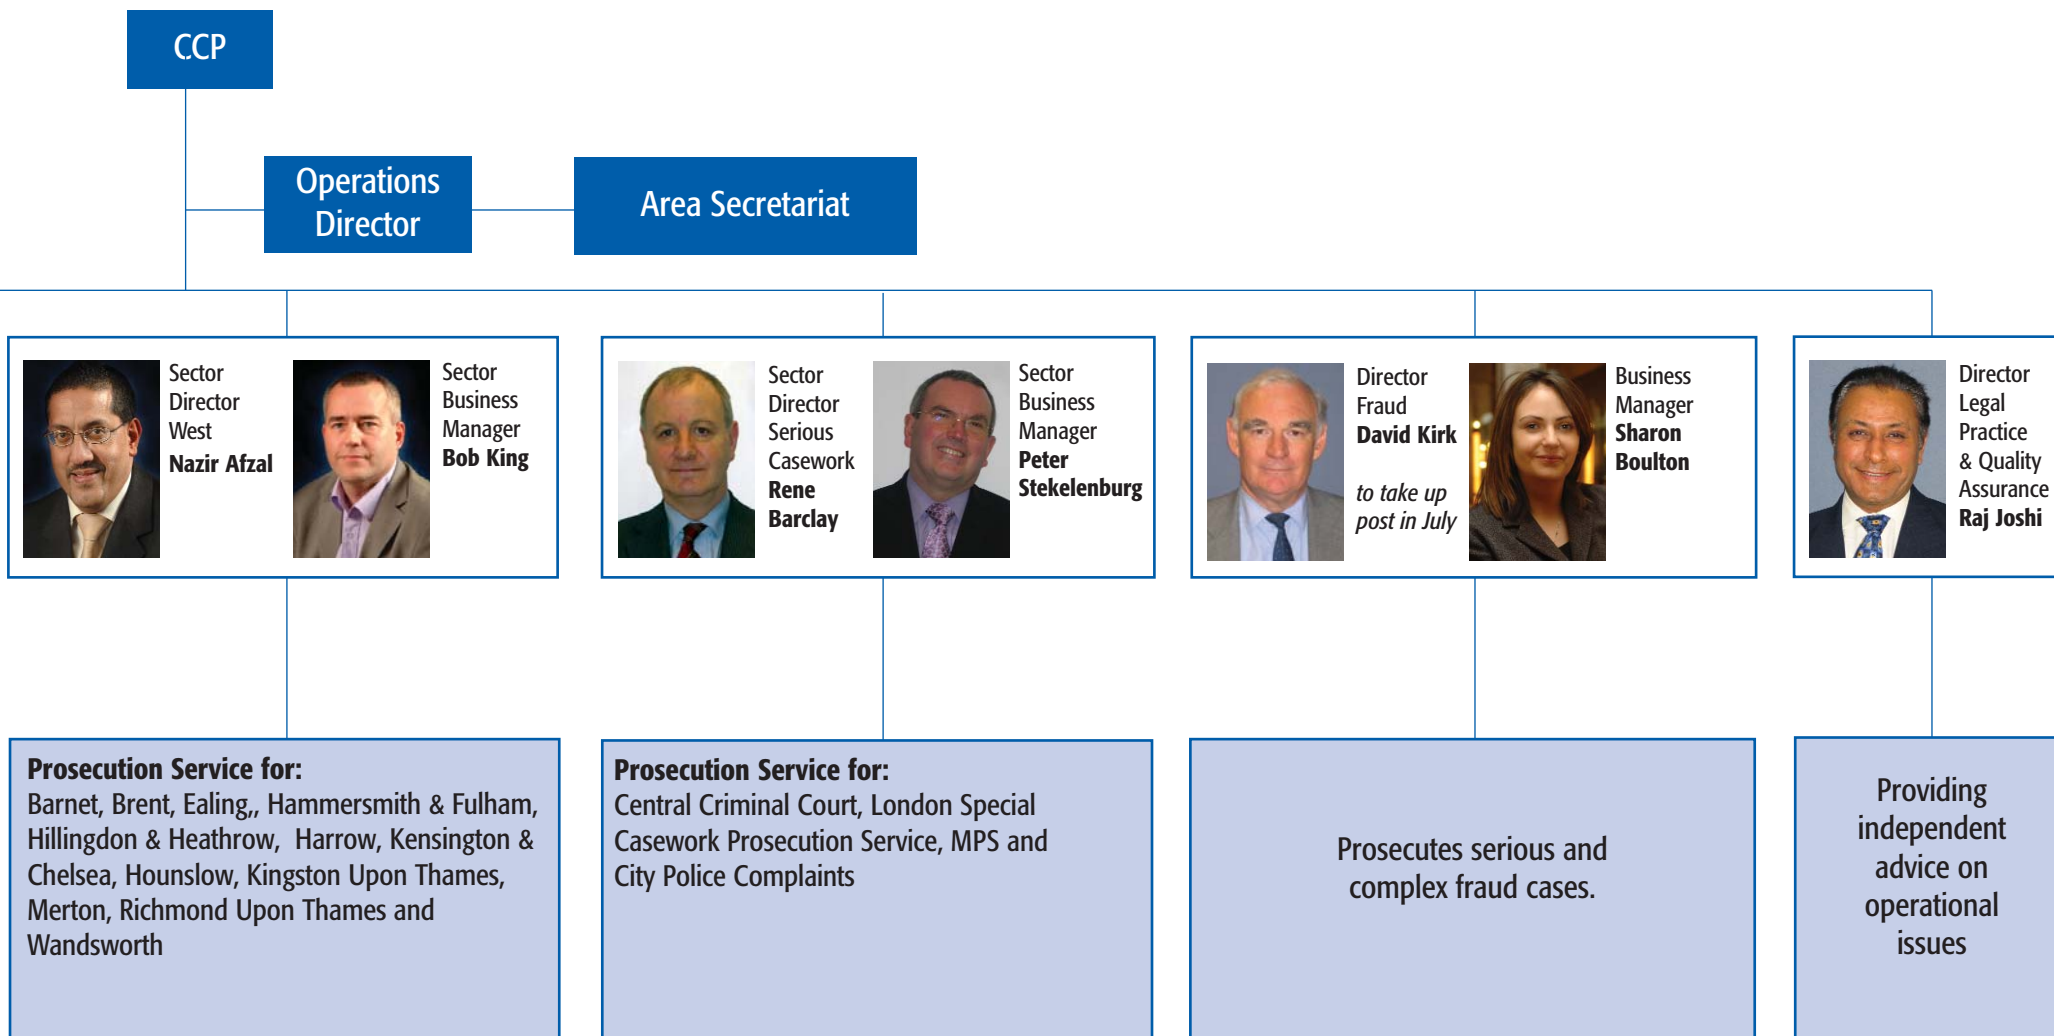 CCP
Operations
Director
Area Secretariat
Sector
Director
West
Nazir Afzal
Sector
Business
Manager
Bob King
Sector
Director
Serious
Casework
Rene
Barclay
Sector
Business
Manager
Peter
Stekelenburg
Director
Fraud
David Kirk
to take up
post in July
Business
Manager
Sharon
Boulton
Director
Legal
Practice
& Quality
Assurance
Raj Joshi
Prosecution Service for:
Barnet, Brent, Ealing,, Hammersmith & Fulham,
Hillingdon & Heathrow, Harrow, Kensington &
Chelsea, Hounslow, Kingston Upon Thames,
Merton, Richmond Upon Thames and
Wandsworth
Prosecution Service for:
Central Criminal Court, London Special
Casework Prosecution Service, MPS and
City Police Complaints
Prosecutes serious and
complex fraud cases.
Providing
independent
advice on
operational
issues